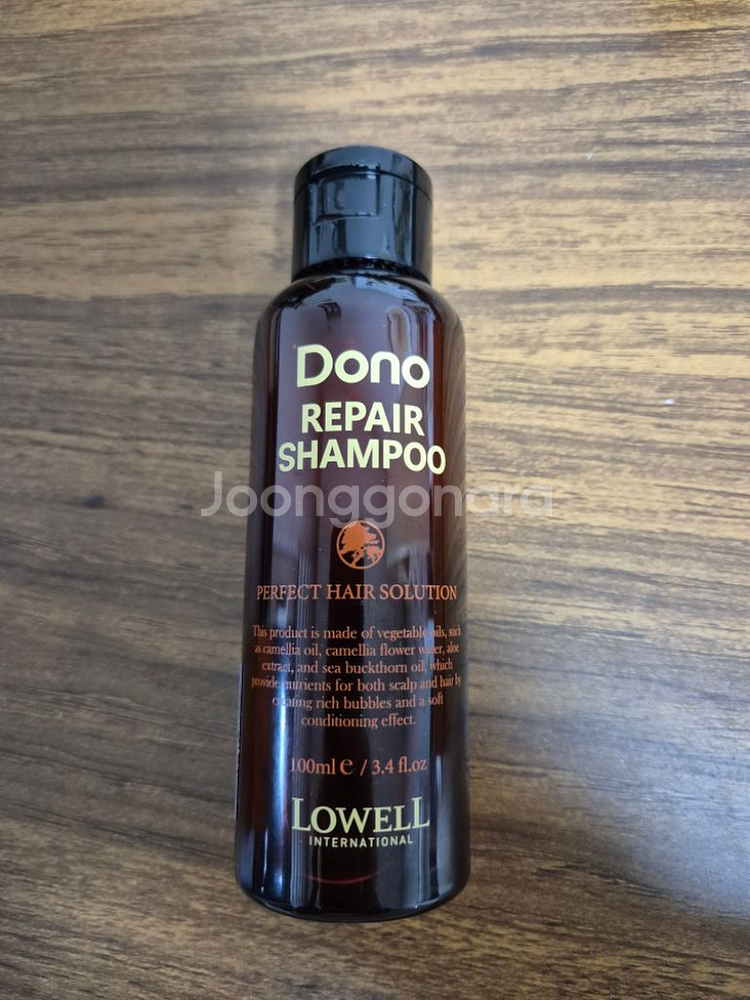 Dono
REPAIR
SHAMPOO
Joonggonara
PERFECT HAIR SOLUTION
This product is made of vegetable oils, such
as camellia oil, camellia flower water, aloe
extract, and sea buckthorn oil, which
provide nutrients for both scalp and hair by
creating rich bubbles and a soft
conditioning effect.
100ml e / 3.4 fl.oz
LOWELL
INTERNATIONAL